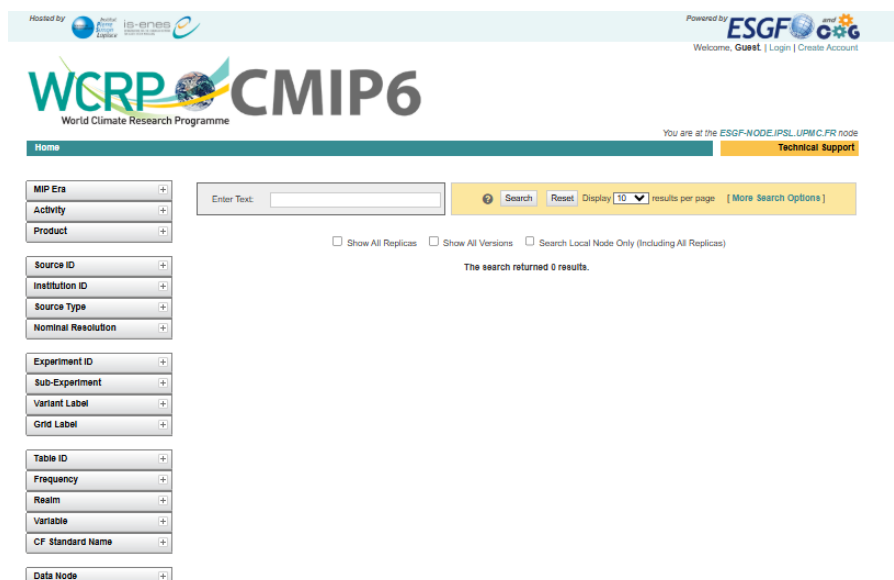 Hosted by
Institut
Pierre
Simon
Laplace
is-enes
Powered by
ESGF
and
CoG
Welcome, Guest. | Login | Create Account
WCRP
CMIP6
World Climate Research Programme
You are at the ESGF-NODE.IPSL.UPMC.FR node
Home
Technical Support
MIP Era
Activity
Product
Enter Text:
? Search Reset Display 10 results per page [ More Search Options ]
Show All Replicas Show All Versions Search Local Node Only (Including All Replicas)
The search returned 0 results.
Source ID
Institution ID
Source Type
Nominal Resolution
Experiment ID
Sub-Experiment
Variant Label
Grid Label
Table ID
Frequency
Realm
Variable
CF Standard Name
Data Node